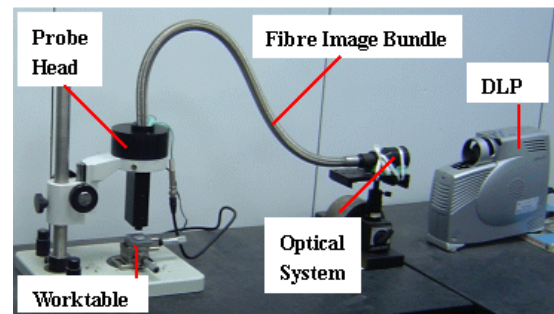 Probe
Head
Fibre Image Bundle
DLP
Optical
System
Worktable